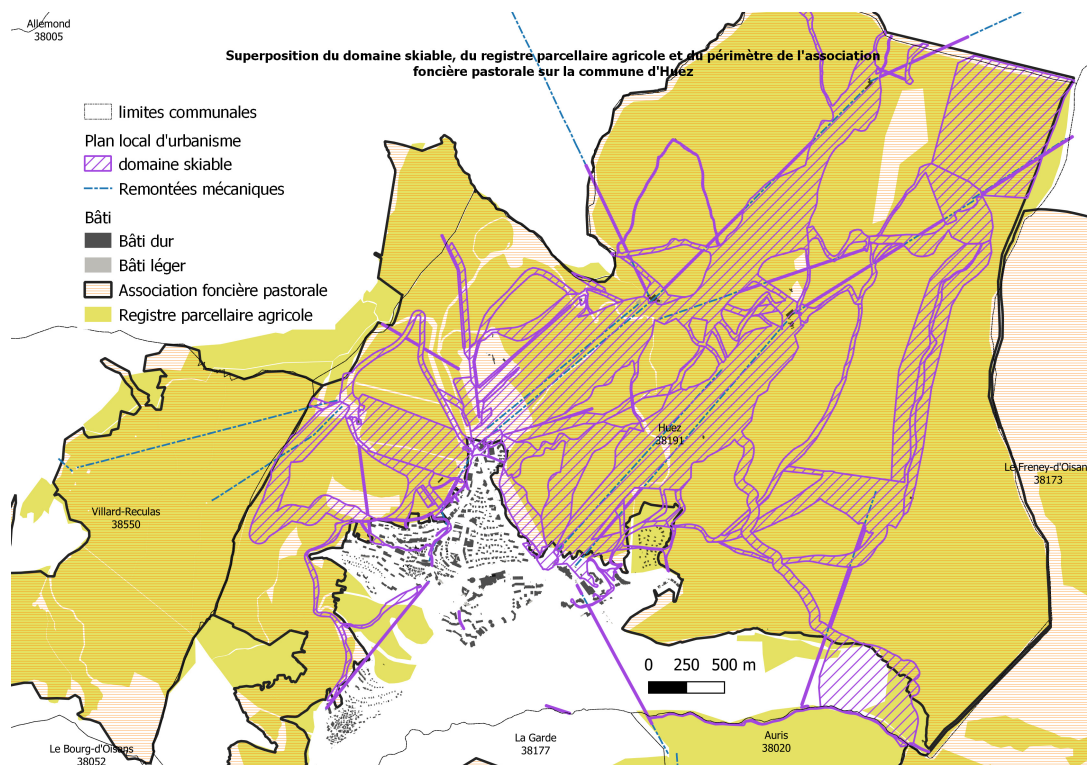 Allemond
38005
Superposition du domaine skiable, du registre parcellaire agricole et du périmètre de l'association
foncière pastorale sur la commune d'Huez
limites communales
Plan local d'urbanisme
domaine skiable
Remontées mécaniques
Bâti
Bâti dur
Bâti léger
Association foncière pastorale
Registre parcellaire agricole
Huez
38191
Le Freney-d'Oisan
38173
Villard-Reculas
38550
0 250 500 m
La Garde
38177
Auris
38020
Le Bourg-d'Oisans
38052